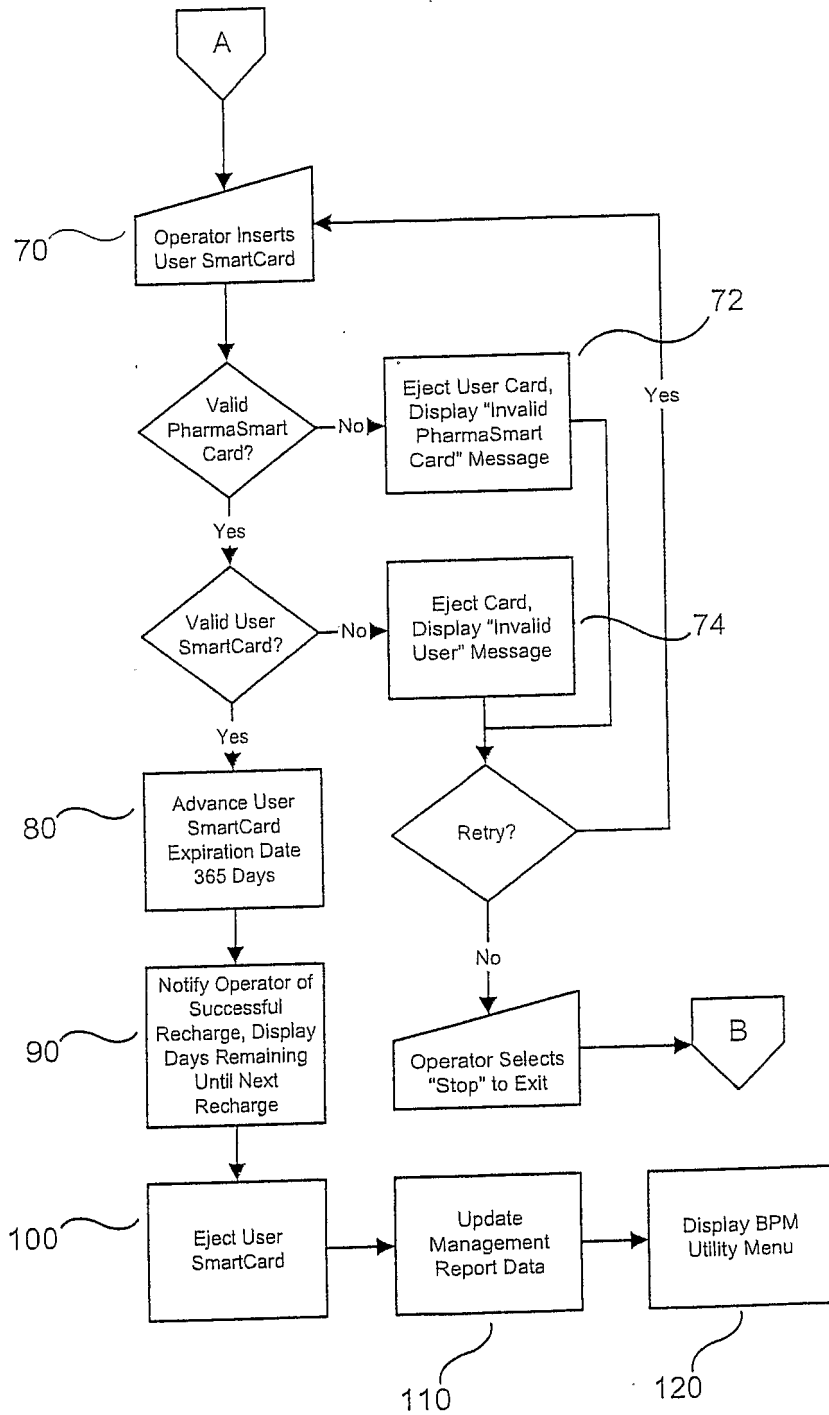 A
70
Operator Inserts
User SmartCard
72
Valid
PharmaSmart
Card?
No
Eject User Card,
Display "Invalid
PharmaSmart
Card" Message
Yes
Yes
Valid User
SmartCard?
No
Eject Card,
Display "Invalid
User" Message
74
Yes
80
Advance User
SmartCard
Expiration Date
365 Days
Retry?
No
90
Notify Operator of
Successful
Recharge, Display
Days Remaining
Until Next
Recharge
Operator Selects
"Stop" to Exit
B
100
Eject User
SmartCard
Update
Management
Report Data
Display BPM
Utility Menu
110
120